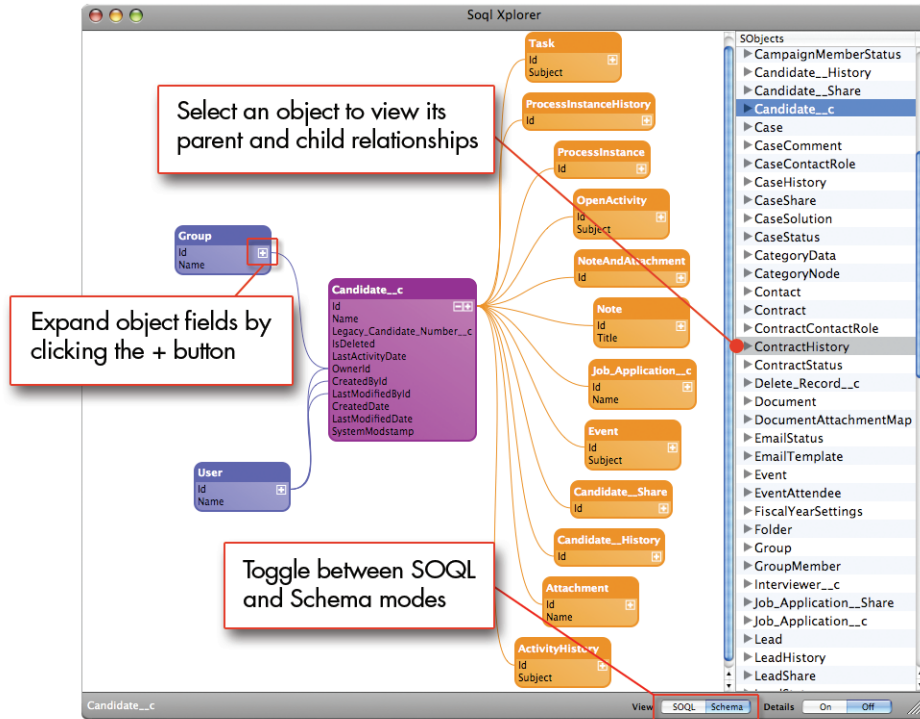 Soql Xplorer
Task
Id
Subject
ProcessInstanceHistory
Id
ProcessInstance
Id
OpenActivity
Id
Subject
NoteAndAttachment
Id
Note
Id
Title
Job_Application__c
Id
Name
Event
Id
Subject
Candidate__Share
Id
Candidate__History
Id
Attachment
Id
Name
ActivityHistory
Id
Subject
Select an object to view its
parent and child relationships
Group
Id
Name
Expand object fields by
clicking the + button
Candidate__c
Id
Name
Legacy_Candidate_Number__c
IsDeleted
LastActivityDate
OwnerId
CreatedById
LastModifiedById
CreatedDate
LastModifiedDate
SystemModstamp
User
Id
Name
Toggle between SOQL
and Schema modes
SObjects
CampaignMemberStatus
Candidate__History
Candidate__Share
Candidate__c
Case
CaseComment
CaseContactRole
CaseHistory
CaseShare
CaseSolution
CaseStatus
CategoryData
CategoryNode
Contact
Contract
ContractContactRole
ContractHistory
ContractStatus
Delete_Record__c
Document
DocumentAttachmentMap
EmailStatus
EmailTemplate
Event
EventAttendee
FiscalYearSettings
Folder
Group
GroupMember
Interviewer__c
Job_Application__Share
Job_Application__c
Lead
LeadHistory
LeadShare
Candidate__c
View SOQL Schema Details On Off